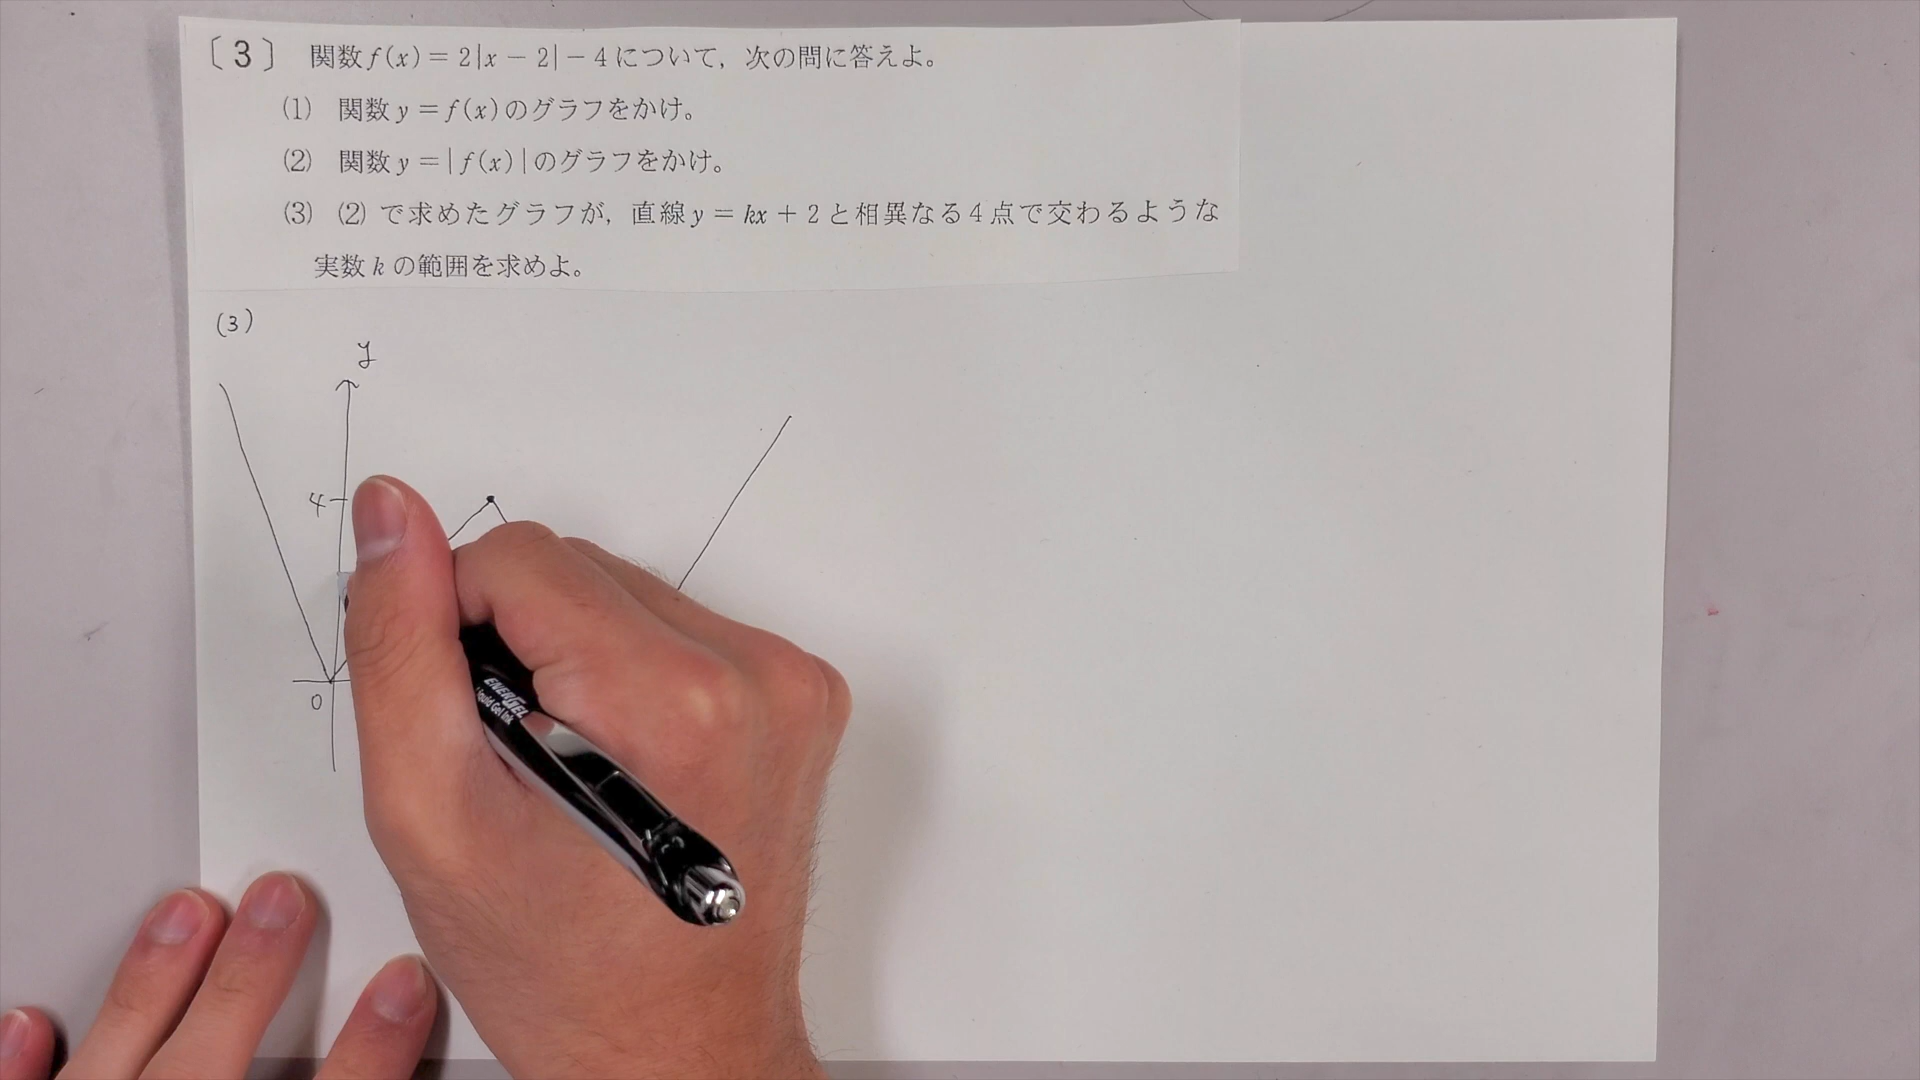 〔3〕 関数f(x)=2|x-2|-4について，次の問に答えよ。
(1) 関数y=f(x)のグラフをかけ。
(2) 関数y=|f(x)|のグラフをかけ。
(3) (2)で求めたグラフが，直線y=kx+2と相異なる4点で交わるような
実数kの範囲を求めよ。
(3)
y
4
0
ENERGEL
Liquid Gel Ink